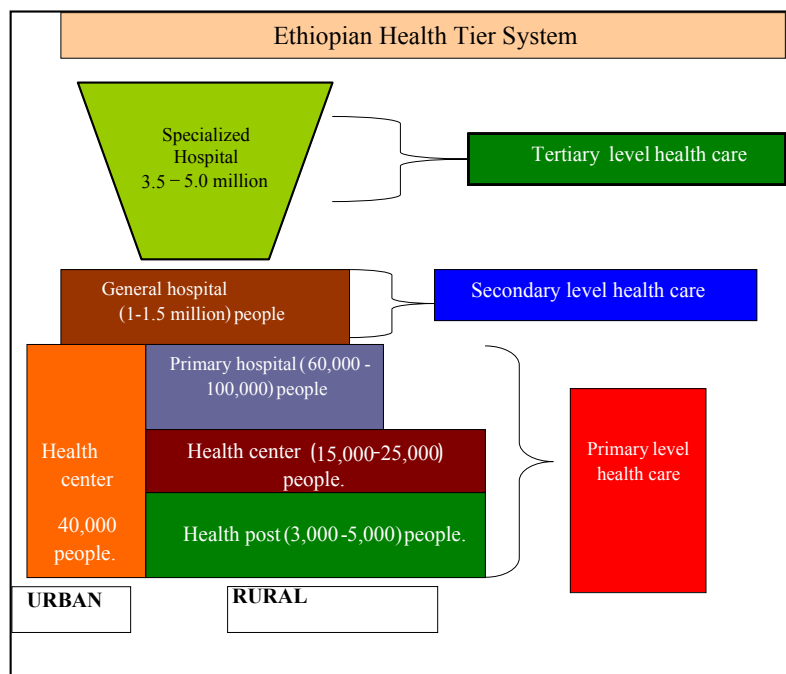 Ethiopian Health Tier System
Specialized
Hospital
3.5 – 5.0 million
Tertiary level health care
General hospital
(1-1.5 million) people
Secondary level health care
Primary hospital (60,000 -
100,000) people
Health center (15,000-25,000)
people.
Health post (3,000 -5,000) people.
Health
center
40,000
people.
Primary level
health care
URBAN
RURAL